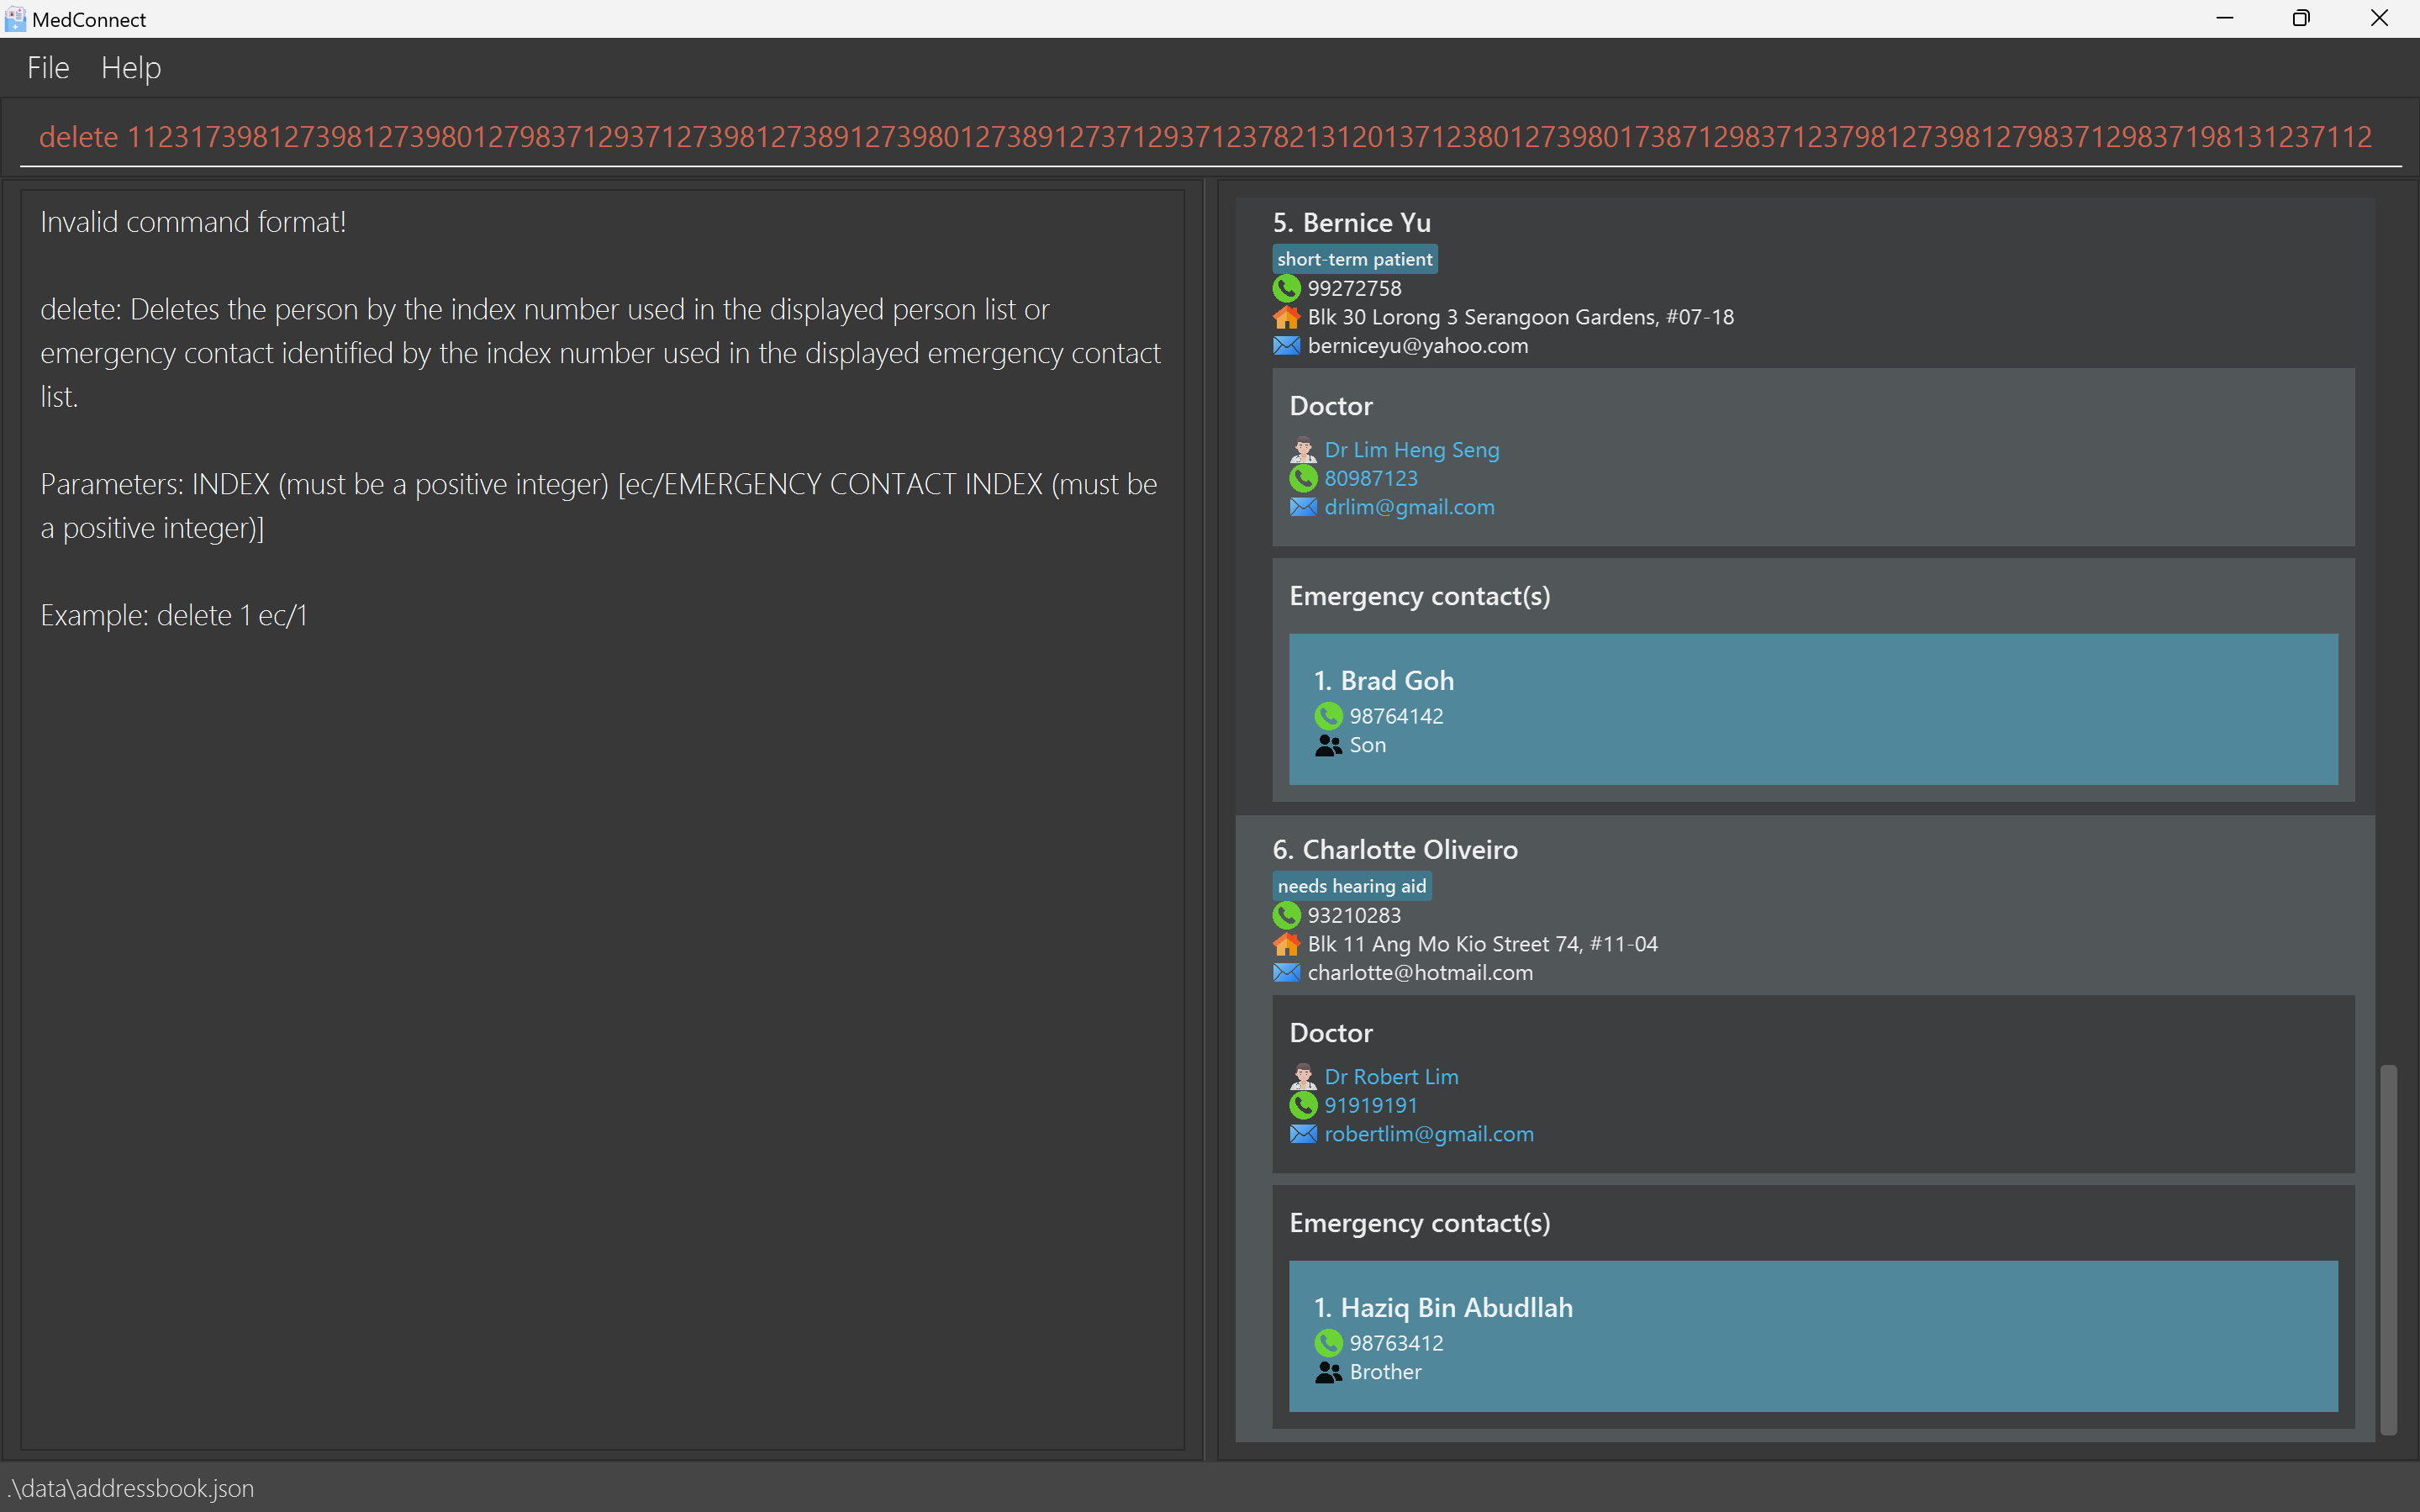 MedConnect
File Help
delete 1123173981273981273980127983712937127398127389127398012738912737129371237821312013712380127398017387129837123798127398127983712983719813123​7112
Invalid command format!
delete: Deletes the person by the index number used in the displayed person list or
emergency contact identified by the index number used in the displayed emergency contact
list.
Parameters: INDEX (must be a positive integer) [ec/EMERGENCY CONTACT INDEX (must be
a positive integer)]
Example: delete 1 ec/1
5. Bernice Yu
short-term patient
99272758
Blk 30 Lorong 3 Serangoon Gardens, #07-18
berniceyu@yahoo.com
Doctor
Dr Lim Heng Seng
80987123
drlim@gmail.com
Emergency contact(s)
1. Brad Goh
98764142
Son
6. Charlotte Oliveiro
needs hearing aid
93210283
Blk 11 Ang Mo Kio Street 74, #11-04
charlotte@hotmail.com
Doctor
Dr Robert Lim
91919191
robertlim@gmail.com
Emergency contact(s)
1. Haziq Bin Abudllah
98763412
Brother
.\data\addressbook.json